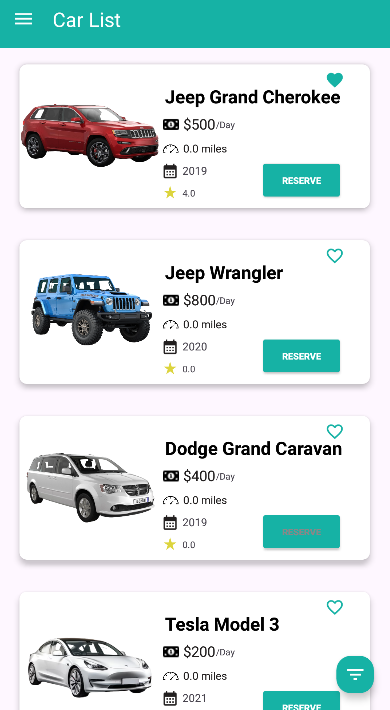 Car List
Jeep Grand Cherokee
$500/Day
0.0 miles
2019
RESERVE
4.0
Jeep Wrangler
$800/Day
0.0 miles
2020
RESERVE
0.0
Dodge Grand Caravan
$400/Day
0.0 miles
2019
RESERVE
0.0
Tesla Model 3
$200/Day
0.0 miles
2021
RESERVE